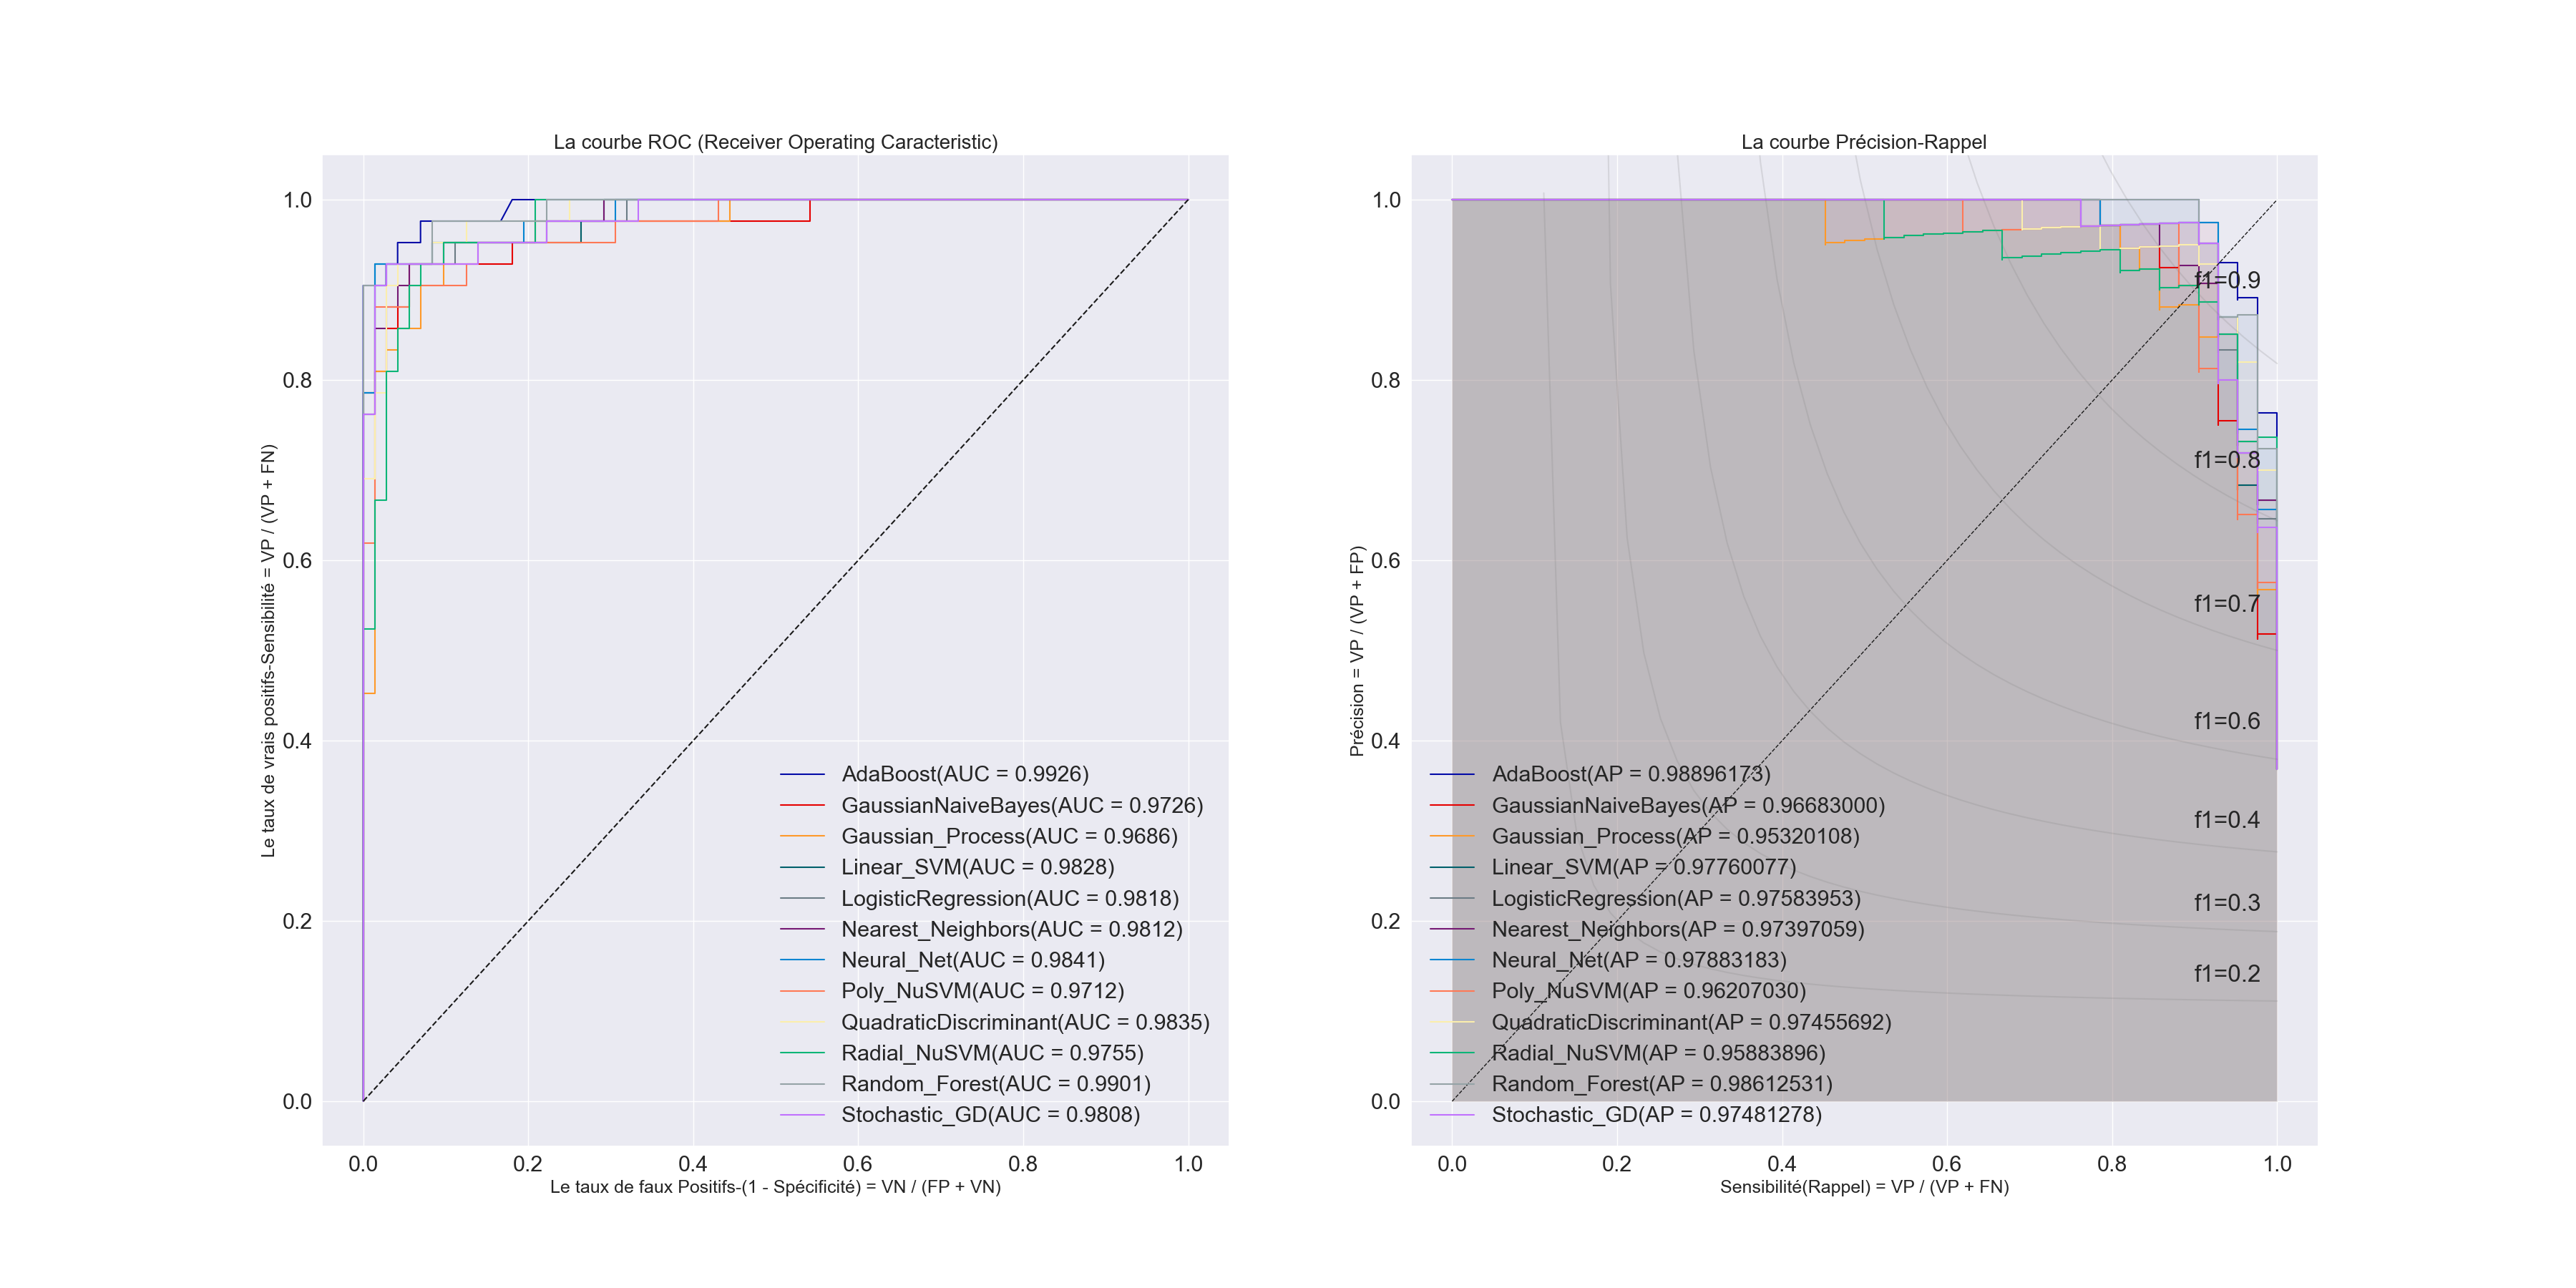 La courbe ROC (Receiver Operating Caracteristic)
Le taux de vrais positifs-Sensibilité = VP / (VP + FN)
1.0
0.8
0.6
0.4
0.2
0.0
AdaBoost(AUC = 0.9926)
GaussianNaiveBayes(AUC = 0.9726)
Gaussian_Process(AUC = 0.9686)
Linear_SVM(AUC = 0.9828)
LogisticRegression(AUC = 0.9818)
Nearest_Neighbors(AUC = 0.9812)
Neural_Net(AUC = 0.9841)
Poly_NuSVM(AUC = 0.9712)
QuadraticDiscriminant(AUC = 0.9835)
Radial_NuSVM(AUC = 0.9755)
Random_Forest(AUC = 0.9901)
Stochastic_GD(AUC = 0.9808)
0.0 0.2 0.4 0.6 0.8 1.0
Le taux de faux Positifs-(1 - Spécificité) = VN / (FP + VN)
La courbe Précision-Rappel
Précision = VP / (VP + FP)
1.0
0.8
0.6
0.4
0.2
0.0
f1=0.9
f1=0.8
f1=0.7
f1=0.6
f1=0.4
f1=0.3
f1=0.2
AdaBoost(AP = 0.98896173)
GaussianNaiveBayes(AP = 0.96683000)
Gaussian_Process(AP = 0.95320108)
Linear_SVM(AP = 0.97760077)
LogisticRegression(AP = 0.97583953)
Nearest_Neighbors(AP = 0.97397059)
Neural_Net(AP = 0.97883183)
Poly_NuSVM(AP = 0.96207030)
QuadraticDiscriminant(AP = 0.97455692)
Radial_NuSVM(AP = 0.95883896)
Random_Forest(AP = 0.98612531)
Stochastic_GD(AP = 0.97481278)
0.0 0.2 0.4 0.6 0.8 1.0
Sensibilité(Rappel) = VP / (VP + FN)